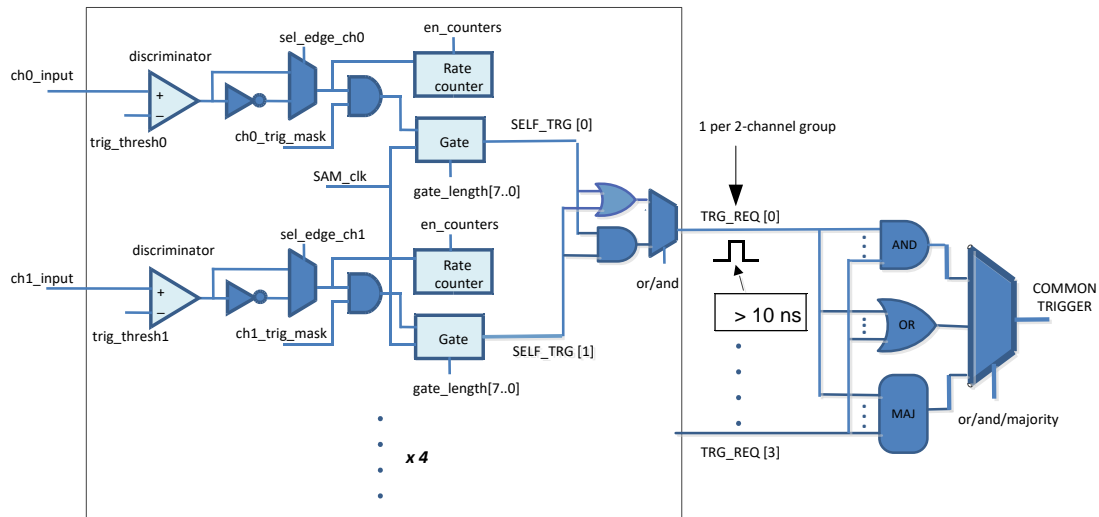 en_counters
sel_edge_ch0
discriminator
ch0_input
+
−
Rate
counter
trig_thresh0
ch0_trig_mask
Gate
SELF_TRG [0]
1 per 2-channel group
SAM_clk
gate_length[7..0]
TRG_REQ [0]
en_counters
sel_edge_ch1
discriminator
AND
ch1_input
+
−
Rate
counter
or/and
> 10 ns
COMMON
TRIGGER
trig_thresh1
ch1_trig_mask
Gate
OR
SELF_TRG [1]
gate_length[7..0]
MAJ
or/and/majority
x 4
TRG_REQ [3]